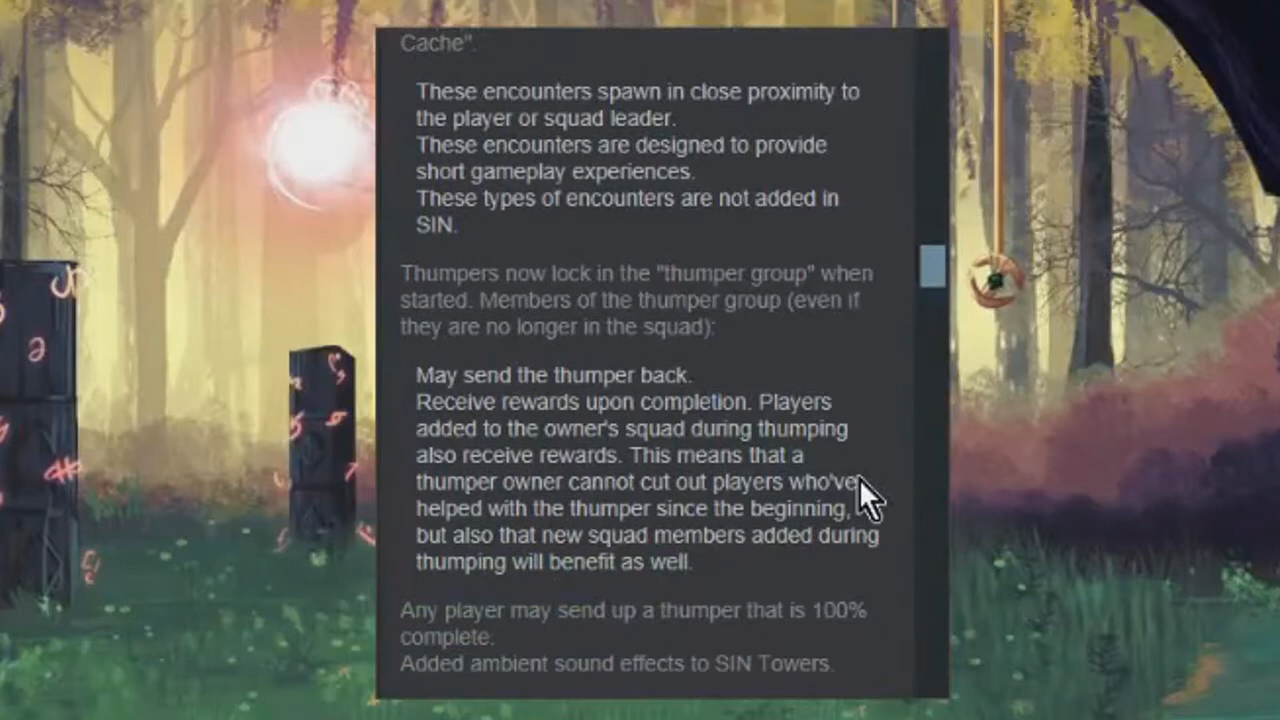 Cache".
These encounters spawn in close proximity to
the player or squad leader.
These encounters are designed to provide
short gameplay experiences.
These types of encounters are not added in
SIN.
Thumpers now lock in the "thumper group" when
started. Members of the thumper group (even if
they are no longer in the squad):
May send the thumper back.
Receive rewards upon completion. Players
added to the owner's squad during thumping
also receive rewards. This means that a
thumper owner cannot cut out players who've
helped with the thumper since the beginning,
but also that new squad members added during
thumping will benefit as well.
Any player may send up a thumper that is 100%
complete.
Added ambient sound effects to SIN Towers.